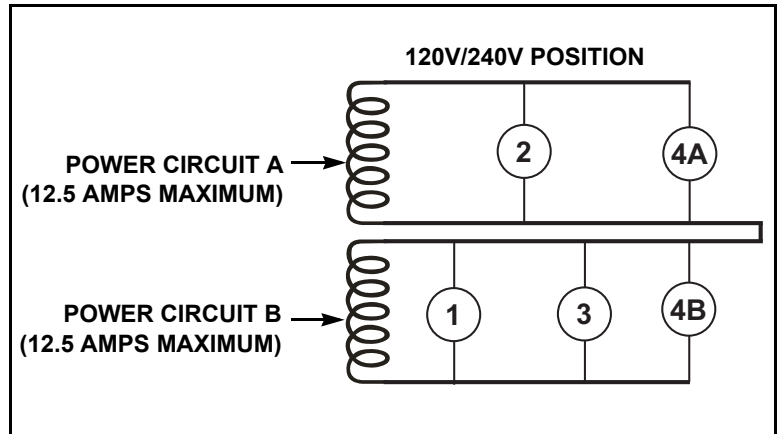 120V/240V POSITION
POWER CIRCUIT A
(12.5 AMPS MAXIMUM)
2
4A
POWER CIRCUIT B
(12.5 AMPS MAXIMUM)
1
3
4B